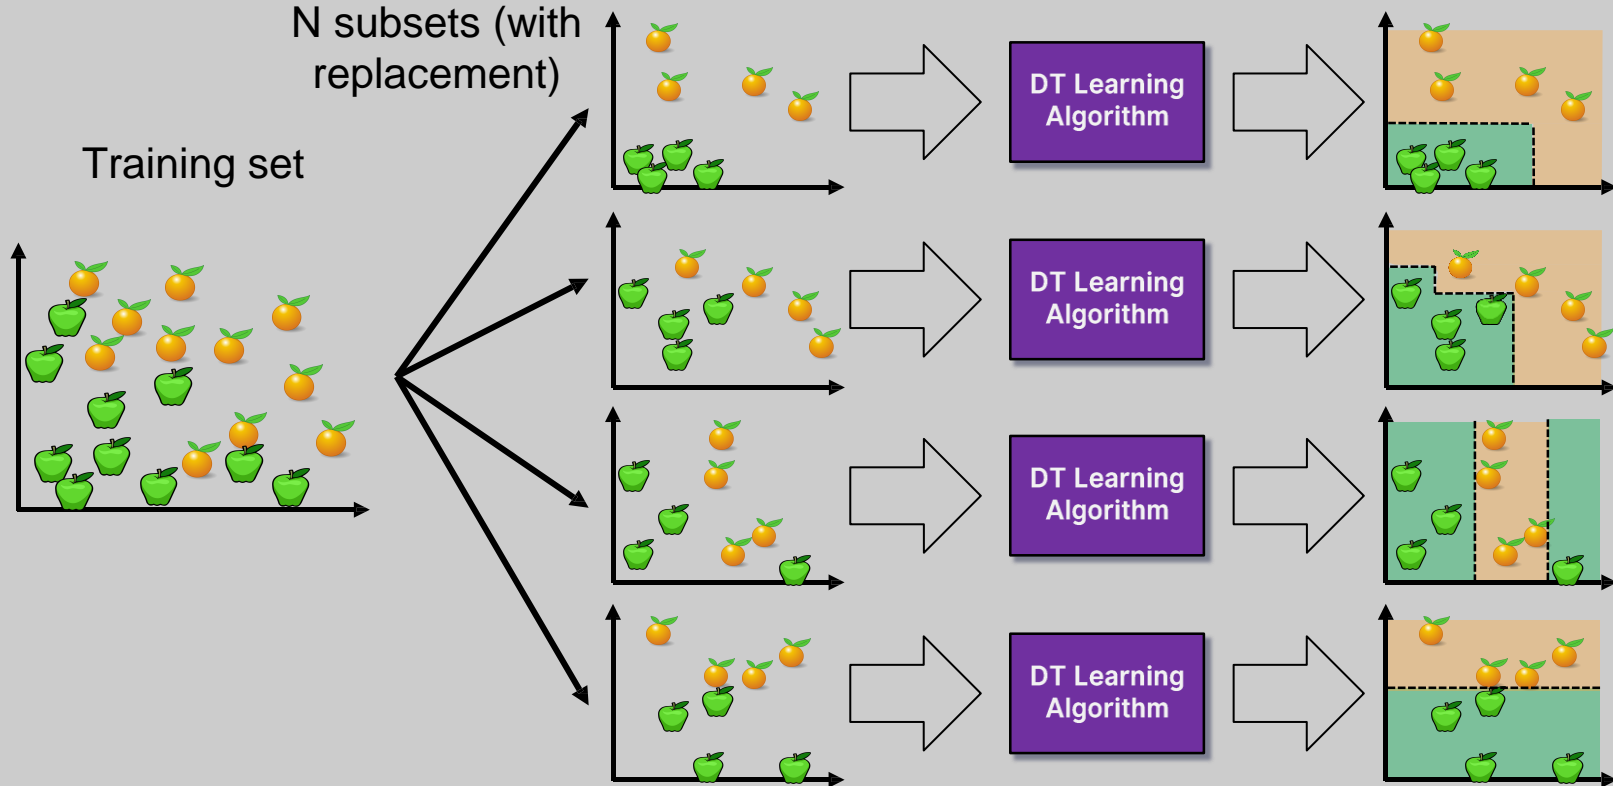 N subsets (with
replacement)
Training set
DT Learning
Algorithm
DT Learning
Algorithm
DT Learning
Algorithm
DT Learning
Algorithm